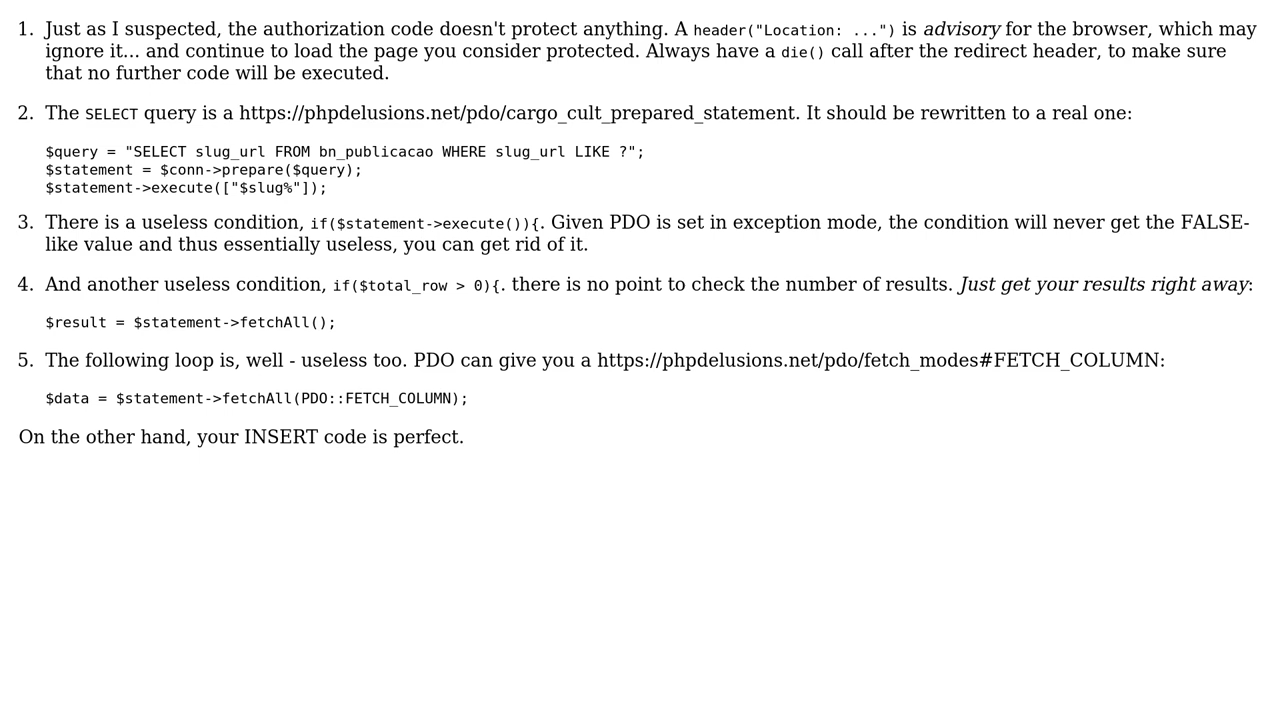 1. Just as I suspected, the authorization code doesn't protect anything. A header("Location: ...") is advisory for the browser, which may
ignore it... and continue to load the page you consider protected. Always have a die() call after the redirect header, to make sure
that no further code will be executed.
2. The SELECT query is a https://phpdelusions.net/pdo/cargo_cult_prepared_statement. It should be rewritten to a real one:
$query = "SELECT slug_url FROM bn_publicacao WHERE slug_url LIKE ?";
$statement = $conn->prepare($query);
$statement->execute(["$slug%"]);
3. There is a useless condition, if($statement->execute()){. Given PDO is set in exception mode, the condition will never get the FALSE-
like value and thus essentially useless, you can get rid of it.
4. And another useless condition, if($total_row > 0){. there is no point to check the number of results. Just get your results right away:
$result = $statement->fetchAll();
5. The following loop is, well - useless too. PDO can give you a https://phpdelusions.net/pdo/fetch_modes#FETCH_COLUMN:
$data = $statement->fetchAll(PDO::FETCH_COLUMN);
On the other hand, your INSERT code is perfect.